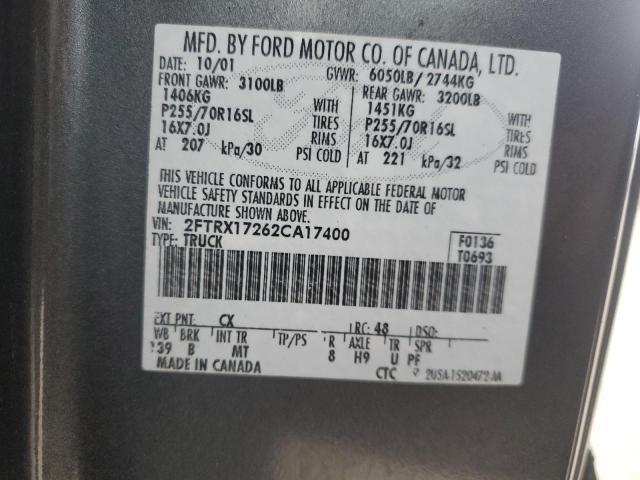 MFD. BY FORD MOTOR CO. OF CANADA, LTD.
DATE: 10/01 GVWR: 6050LB/2744KG
FRONT GAWR: 3100LB REAR GAWR: 3200LB
1406KG WITH 1451KG WITH
P255/70R16SL TIRES P255/70R16SL TIRES
16X7.0J RIMS 16X7.0J RIMS
AT 207 kPa/30 PSI COLD AT 221 kPa/32 PSI COLD
THIS VEHICLE CONFORMS TO ALL APPLICABLE FEDERAL MOTOR
VEHICLE SAFETY STANDARDS IN EFFECT ON THE DATE OF
MANUFACTURE SHOWN ABOVE.
VIN: 2FTRX17262CA17400 F0136
TYPE: TRUCK T0693
EXT PNT: CX RC: 48 DSO:
WB BRK INT TR TP/PS R AXLE TR SPR
39 B MT 8 H9 U PF
MADE IN CANADA CTC 2USA-1520472-AA